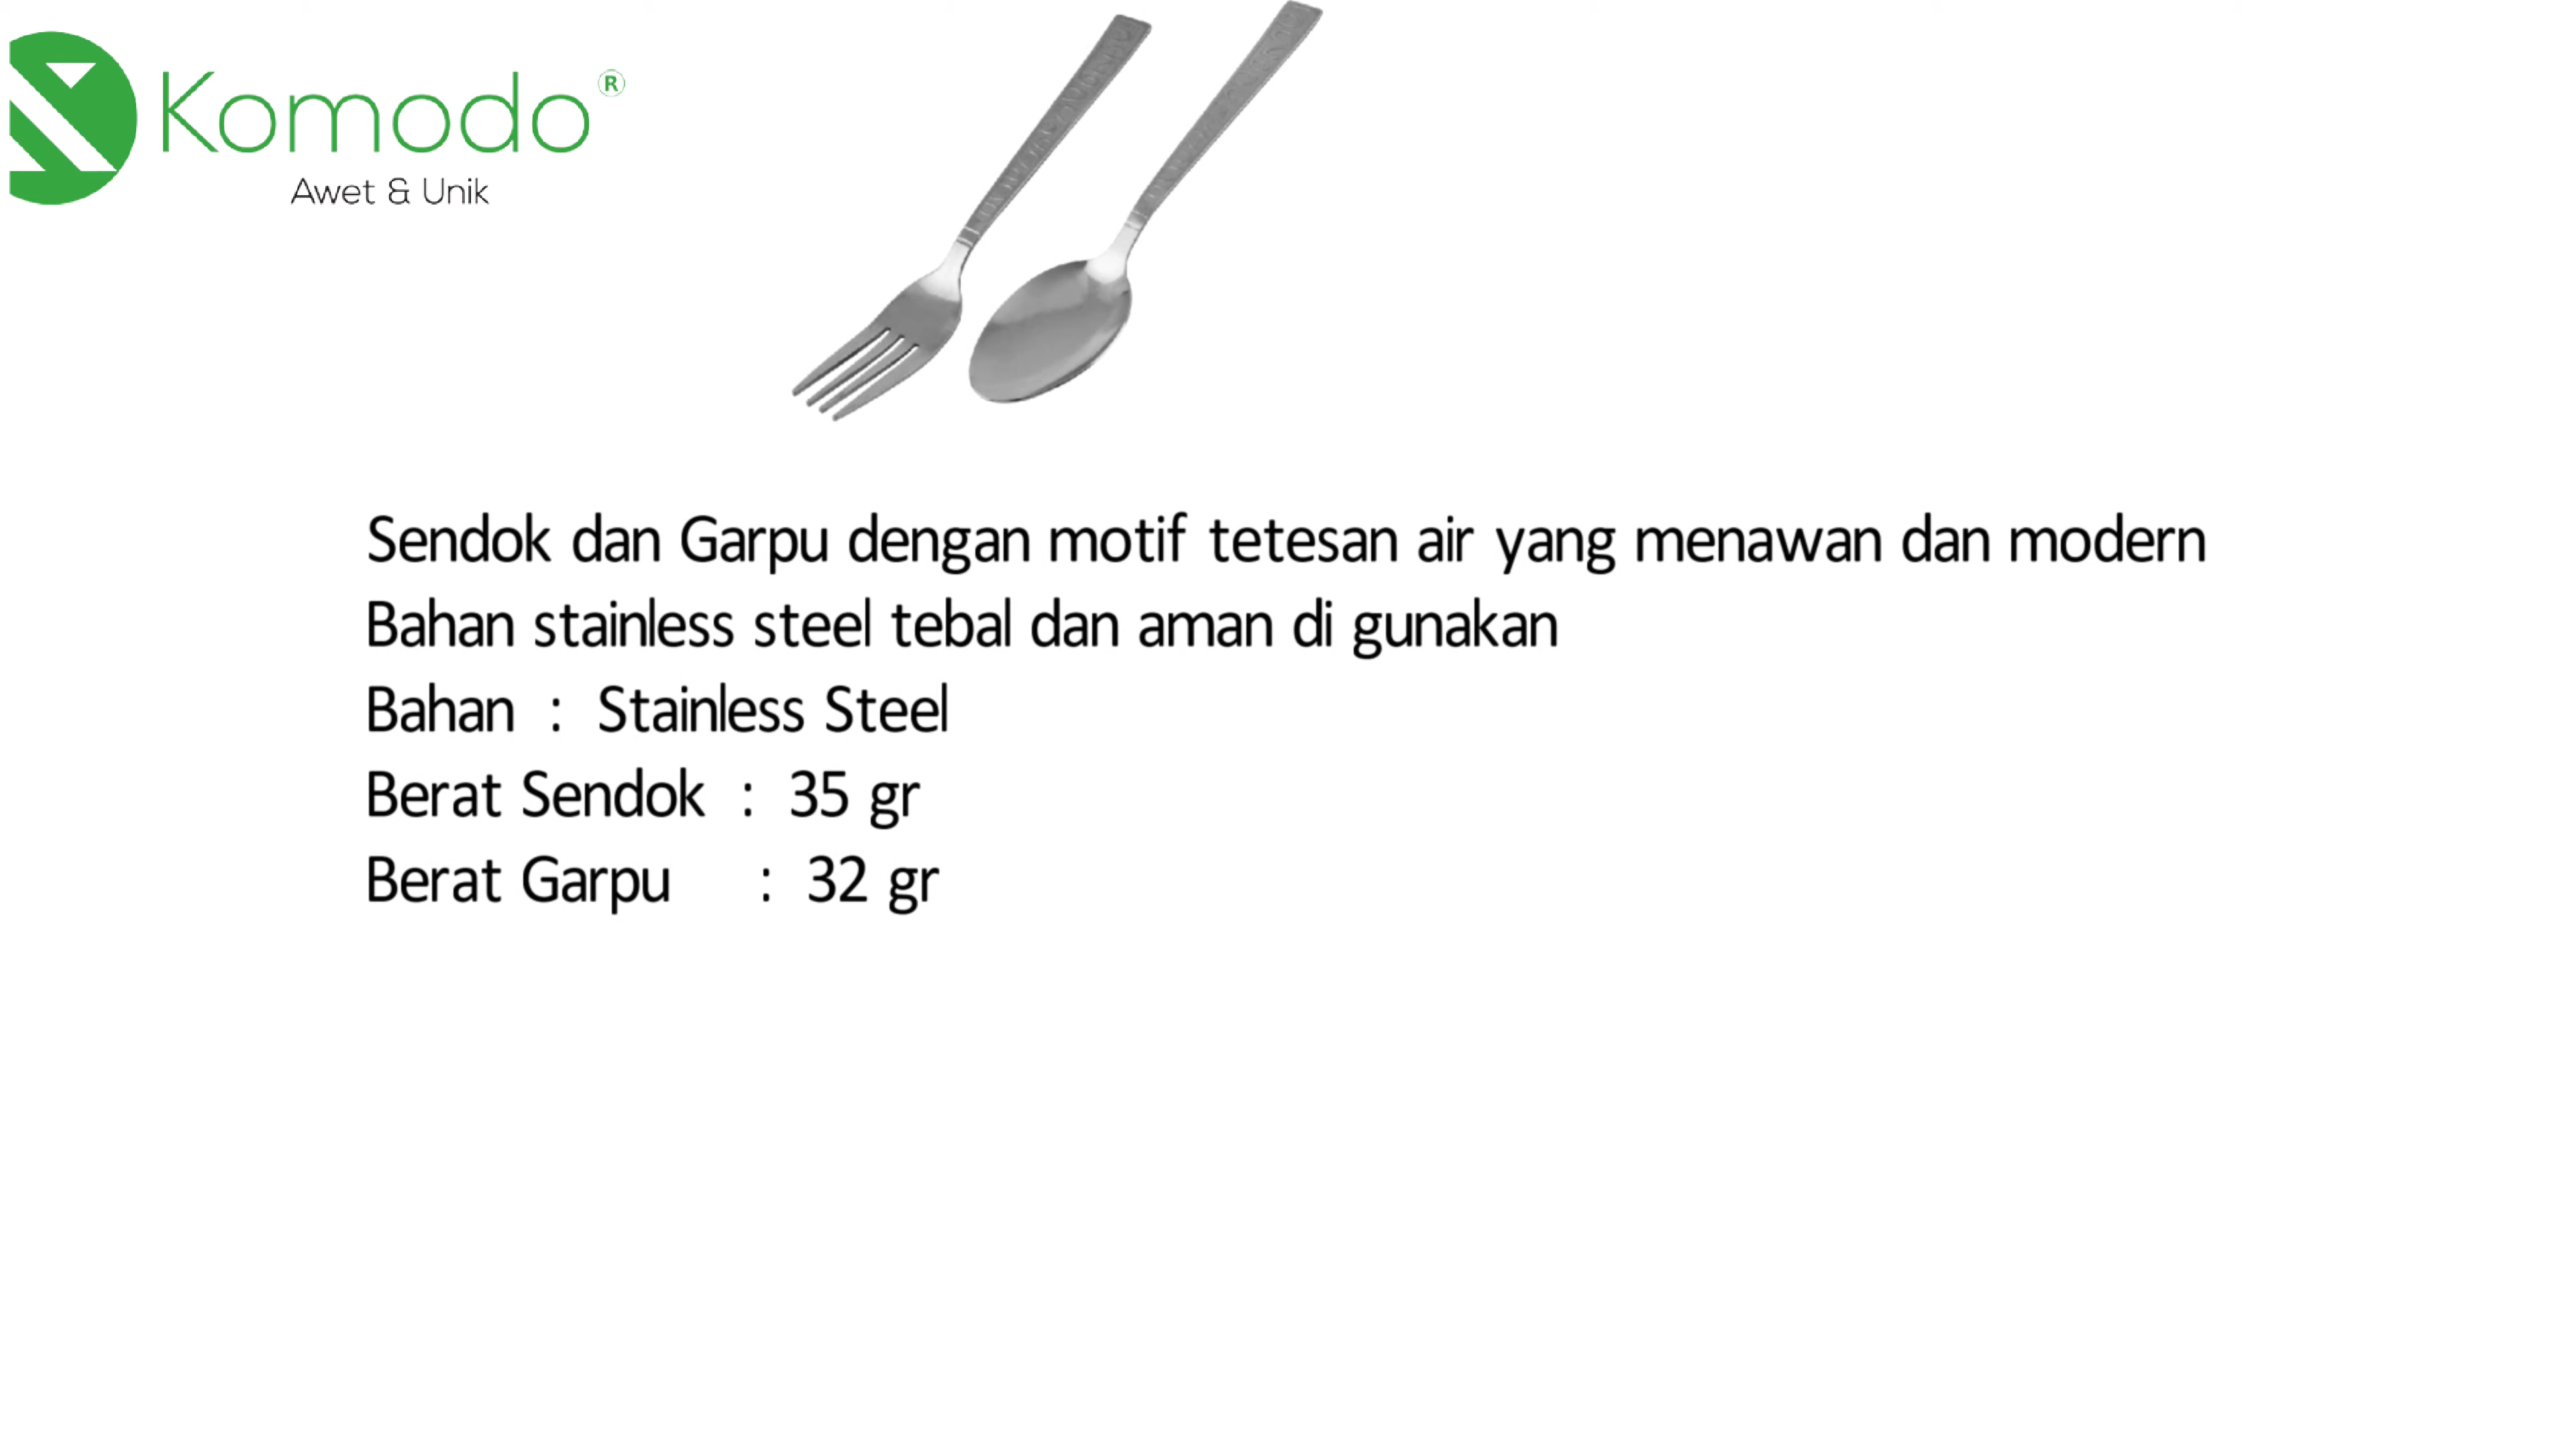 Komodo®
Awet & Unik
Sendok dan Garpu dengan motif tetesan air yang menawan dan modern
Bahan stainless steel tebal dan aman di gunakan
Bahan : Stainless Steel
Berat Sendok : 35 gr
Berat Garpu : 32 gr